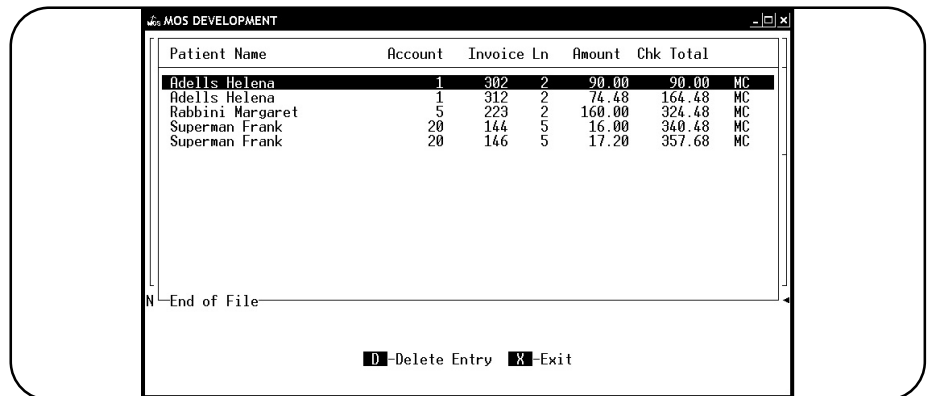 Mos MOS DEVELOPMENT
Patient Name Account Invoice Ln Amount Chk Total
Adells Helena 1 302 2 90.00 90.00 MC
Adells Helena 1 312 2 74.48 164.48 MC
Rabbini Margaret 5 223 2 160.00 324.48 MC
Superman Frank 20 144 5 16.00 340.48 MC
Superman Frank 20 146 5 17.20 357.68 MC
N End of File
D-Delete Entry X-Exit